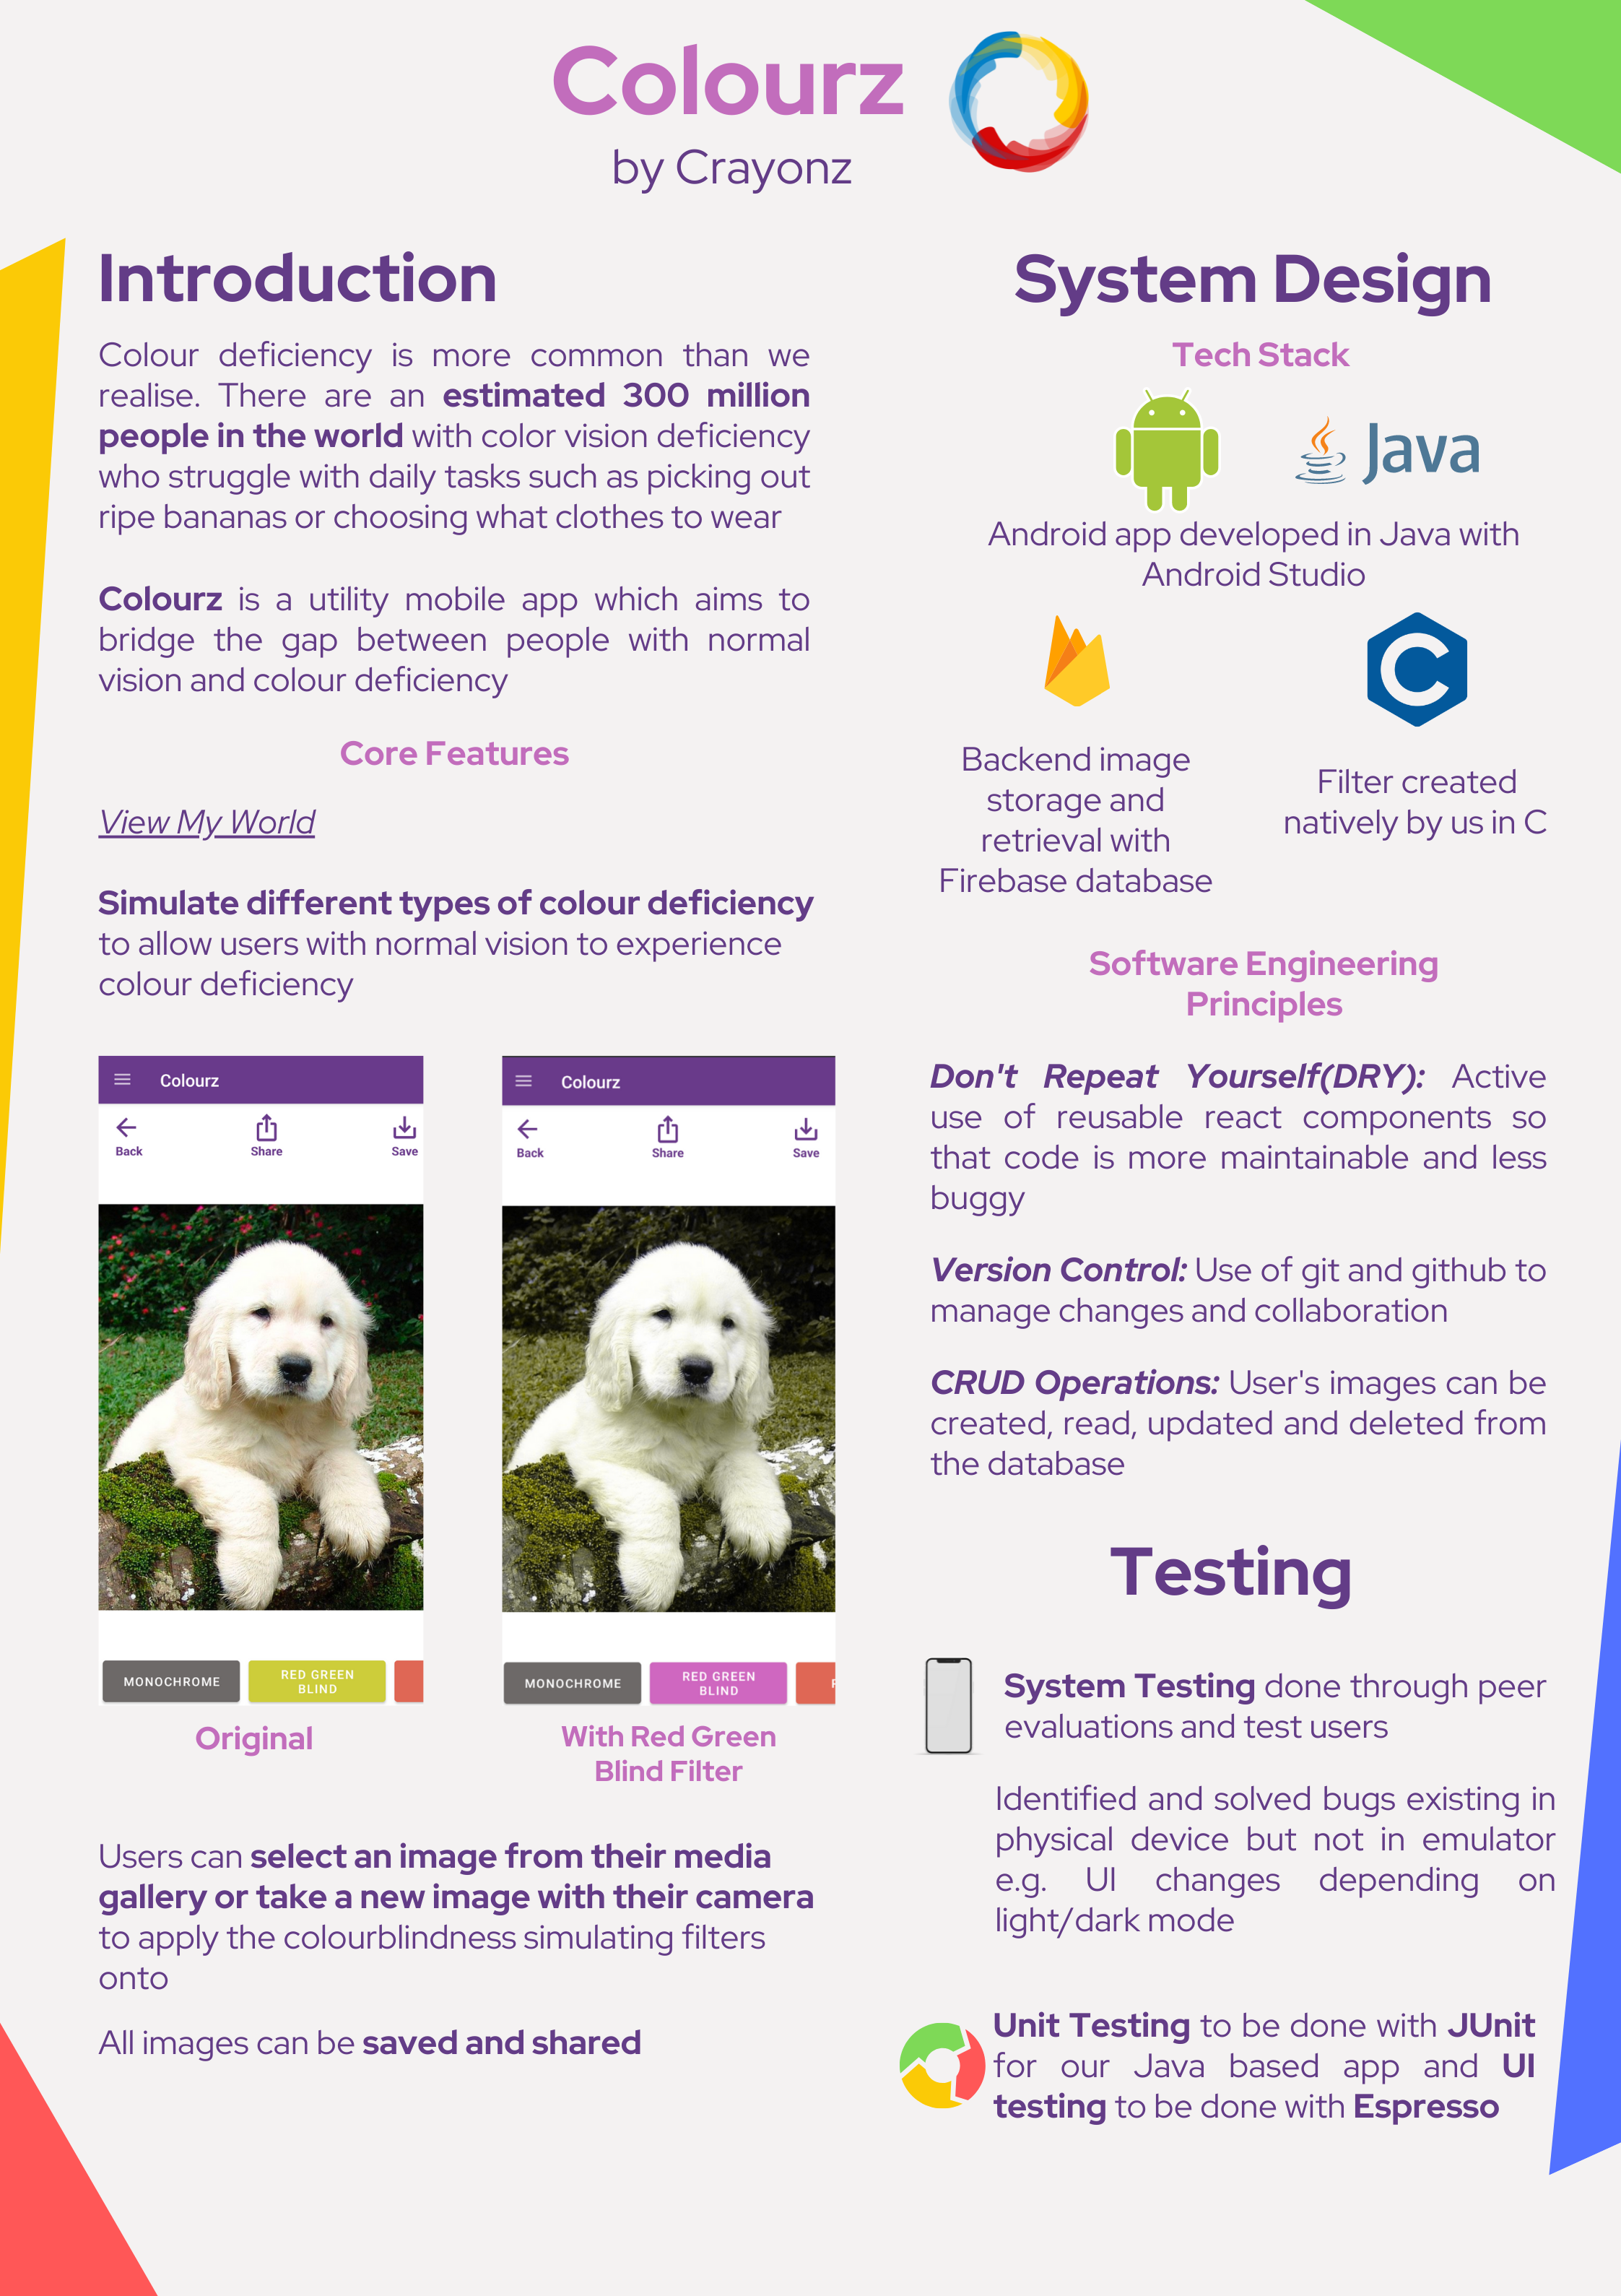 Colourz
by Crayonz
Introduction
Colour deficiency is more common than we
realise. There are an estimated 300 million
people in the world with color vision deficiency
who struggle with daily tasks such as picking out
ripe bananas or choosing what clothes to wear
Colourz is a utility mobile app which aims to
bridge the gap between people with normal
vision and colour deficiency
Core Features
View My World
Simulate different types of colour deficiency
to allow users with normal vision to experience
colour deficiency
Colourz
Back
Share
Save
MONOCHROME
RED GREEN
BLIND
Original
Colourz
Back
Share
Save
MONOCHROME
RED GREEN
BLIND
With Red Green
Blind Filter
Users can select an image from their media
gallery or take a new image with their camera
to apply the colourblindness simulating filters
onto
All images can be saved and shared
System Design
Tech Stack
Java
Android app developed in Java with
Android Studio
Backend image
storage and
retrieval with
Firebase database
C
Filter created
natively by us in C
Software Engineering
Principles
Don't Repeat Yourself(DRY): Active
use of reusable react components so
that code is more maintainable and less
buggy
Version Control: Use of git and github to
manage changes and collaboration
CRUD Operations: User's images can be
created, read, updated and deleted from
the database
Testing
System Testing done through peer
evaluations and test users
Identified and solved bugs existing in
physical device but not in emulator
e.g. UI changes depending on
light/dark mode
Unit Testing to be done with JUnit
for our Java based app and UI
testing to be done with Espresso